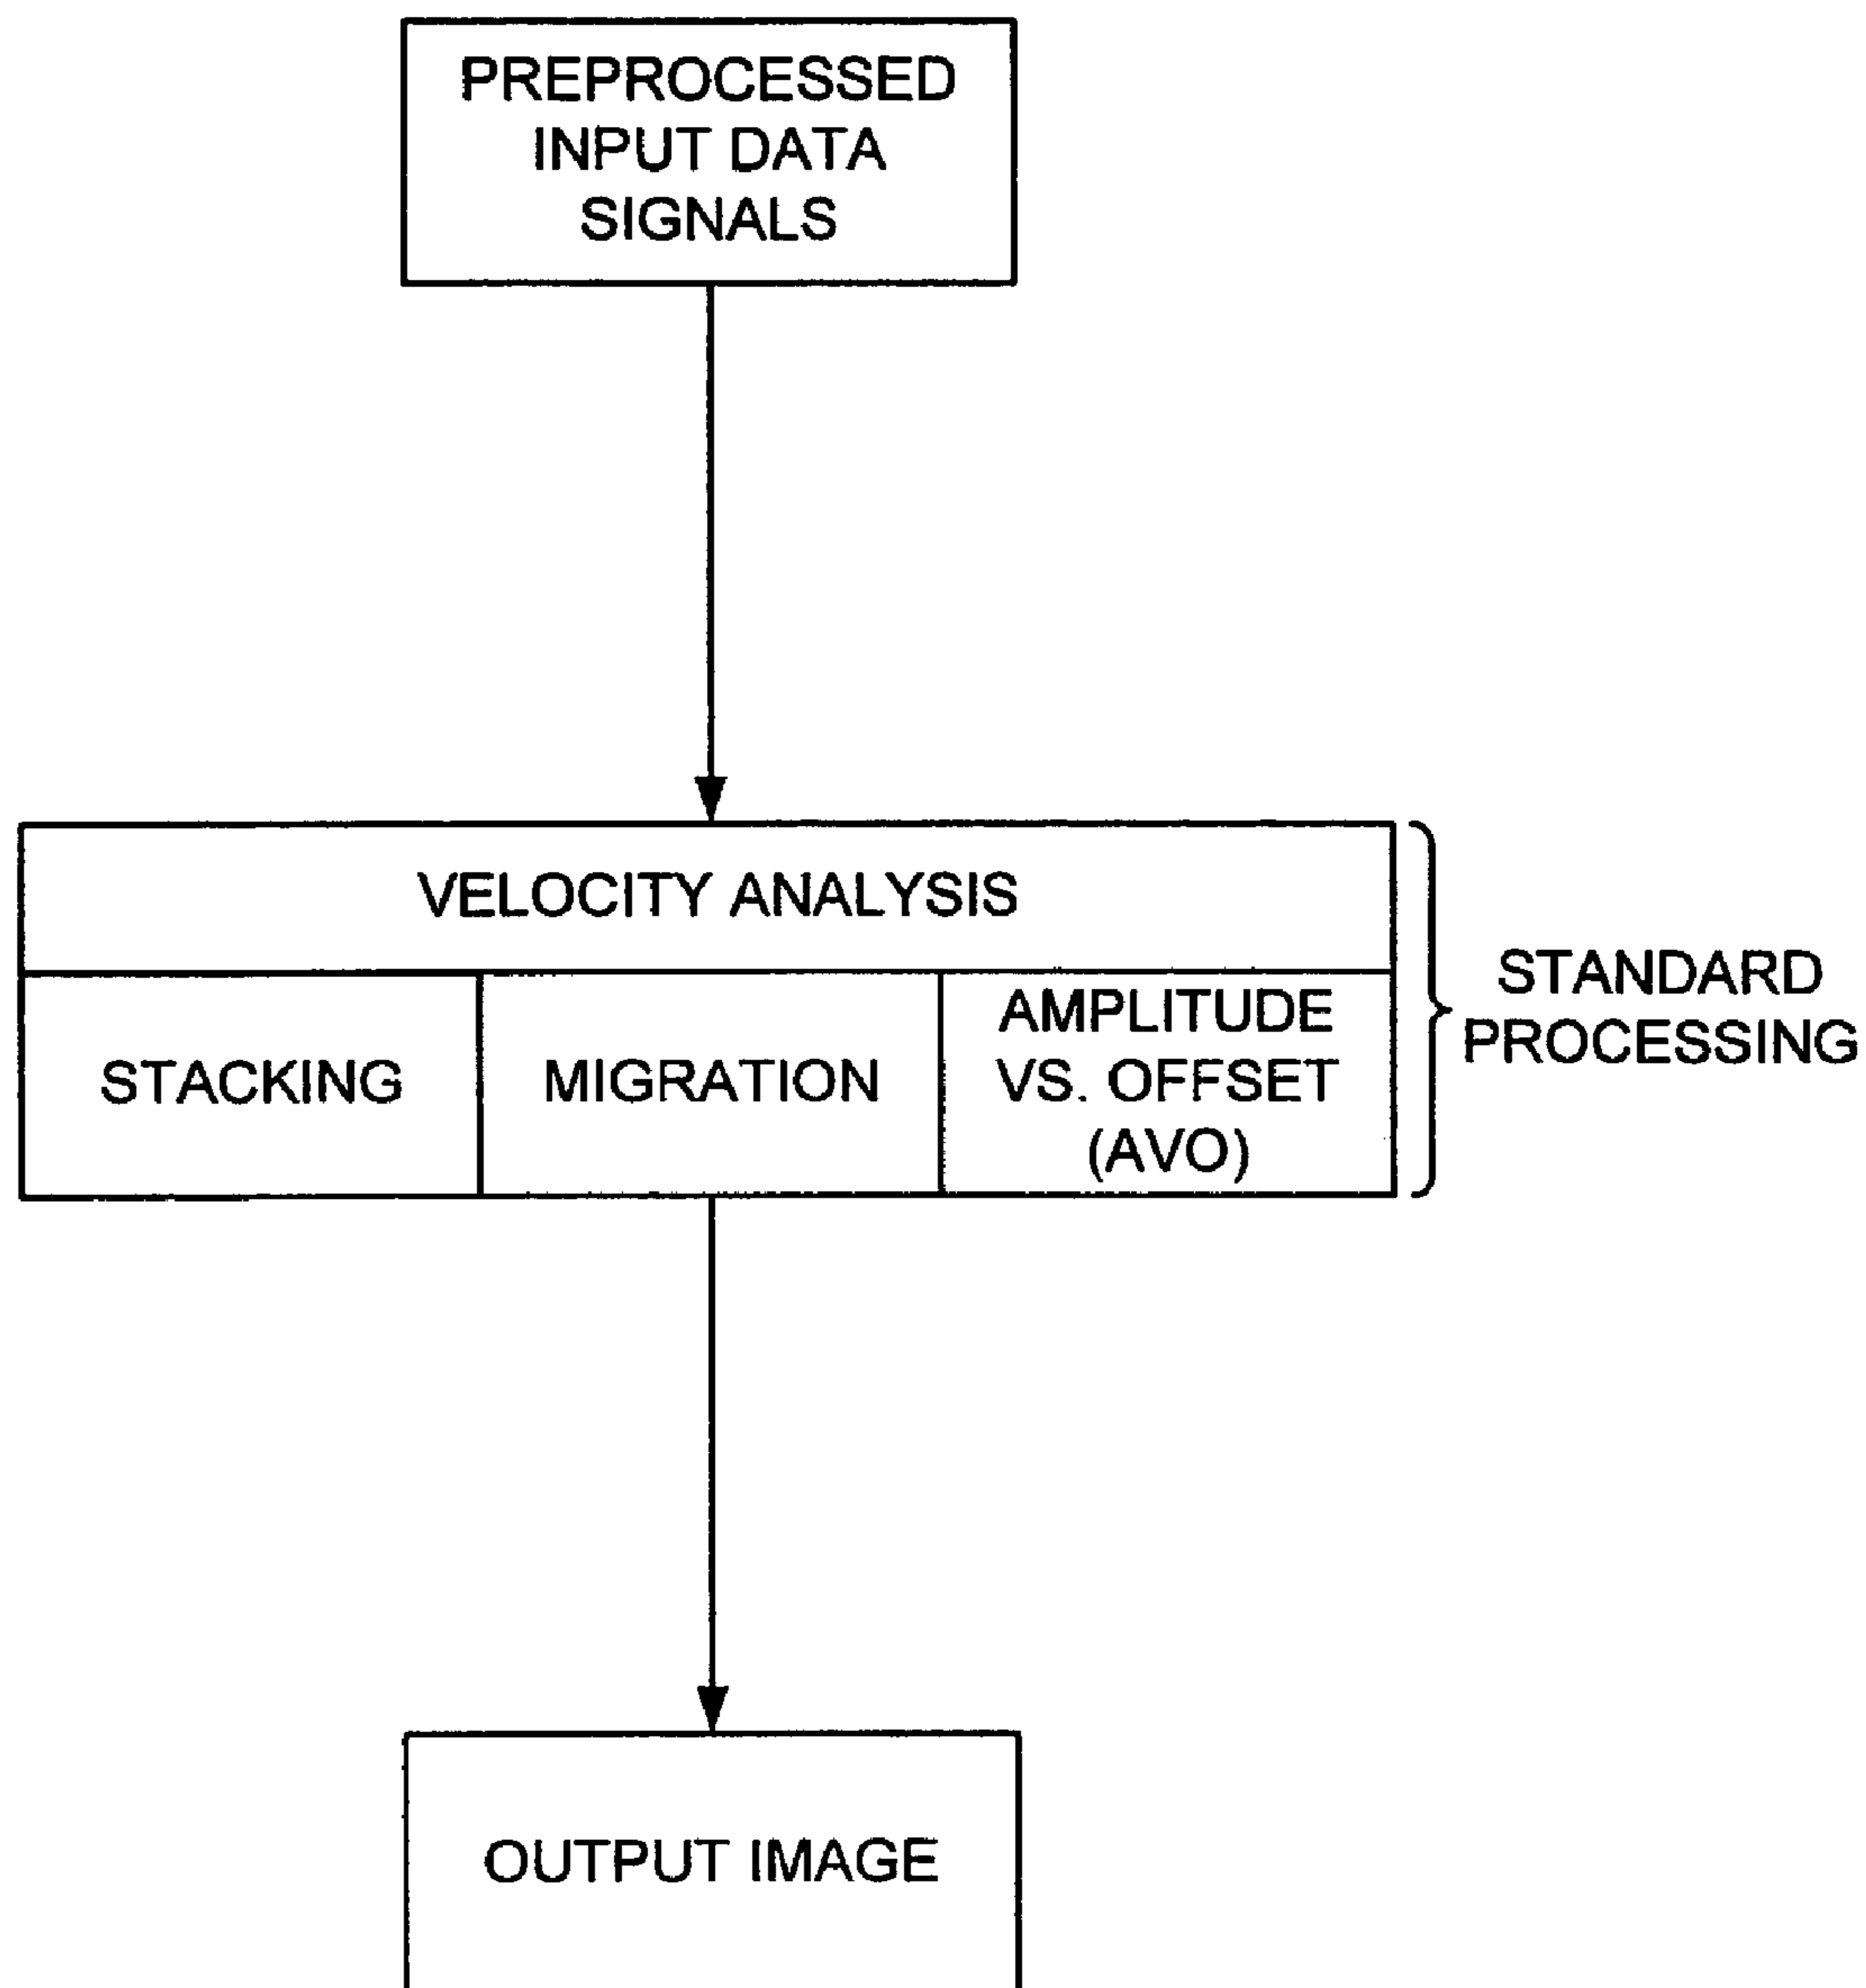 PREPROCESSED
INPUT DATA
SIGNALS
VELOCITY ANALYSIS
STACKING
MIGRATION
AMPLITUDE
VS. OFFSET
(AVO)
STANDARD
PROCESSING
OUTPUT IMAGE